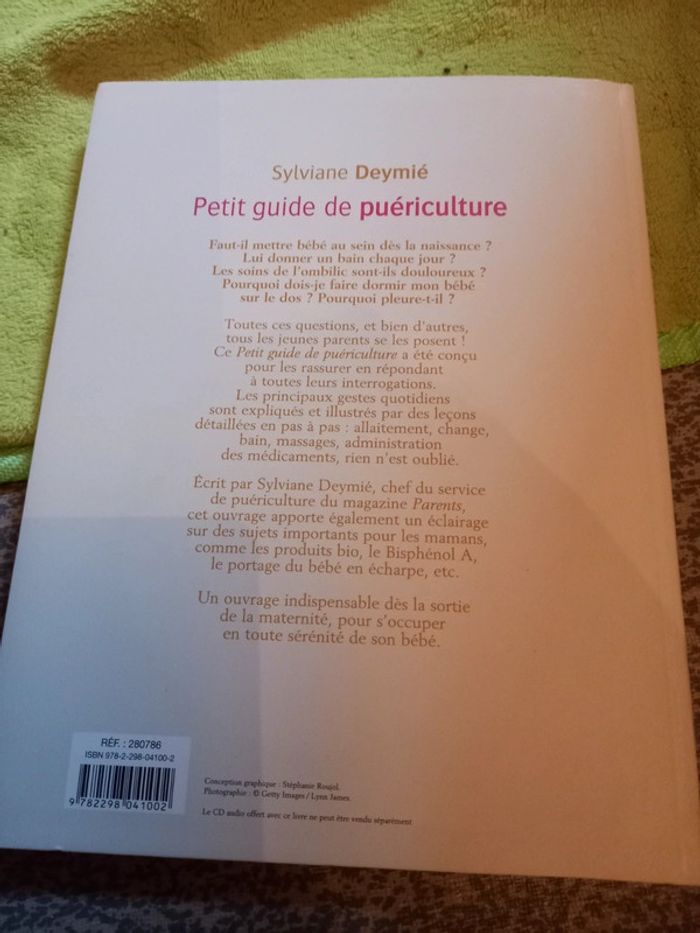 Sylviane Deymié
Petit guide de puériculture
Faut-il mettre bébé au sein dès la naissance ?
Lui donner un bain chaque jour ?
Les soins de l'ombilic sont-ils douloureux ?
Pourquoi dois-je faire dormir mon bébé
sur le dos ? Pourquoi pleure-t-il ?
Toutes ces questions, et bien d'autres,
tous les jeunes parents se les posent !
Ce Petit guide de puériculture a été conçu
pour les rassurer en répondant
à toutes leurs interrogations.
Les principaux gestes quotidiens
sont expliqués et illustrés par des leçons
détaillées en pas à pas : allaitement, change,
bain, massages, administration
des médicaments, rien n'est oublié.
Écrit par Sylviane Deymié, chef du service
de puériculture du magazine Parents,
cet ouvrage apporte également un éclairage
sur des sujets importants pour les mamans,
comme les produits bio, le Bisphénol A,
le portage du bébé en écharpe, etc.
Un ouvrage indispensable dès la sortie
de la maternité, pour s'occuper
en toute sérénité de son bébé.
RÉF. : 280786
ISBN 978-2-298-04100-2
9 782298 041002
Conception graphique : Stéphanie Roujol.
Photographie : © Getty Images / Lynn James
Le CD audio offert avec ce livre ne peut être vendu séparément.